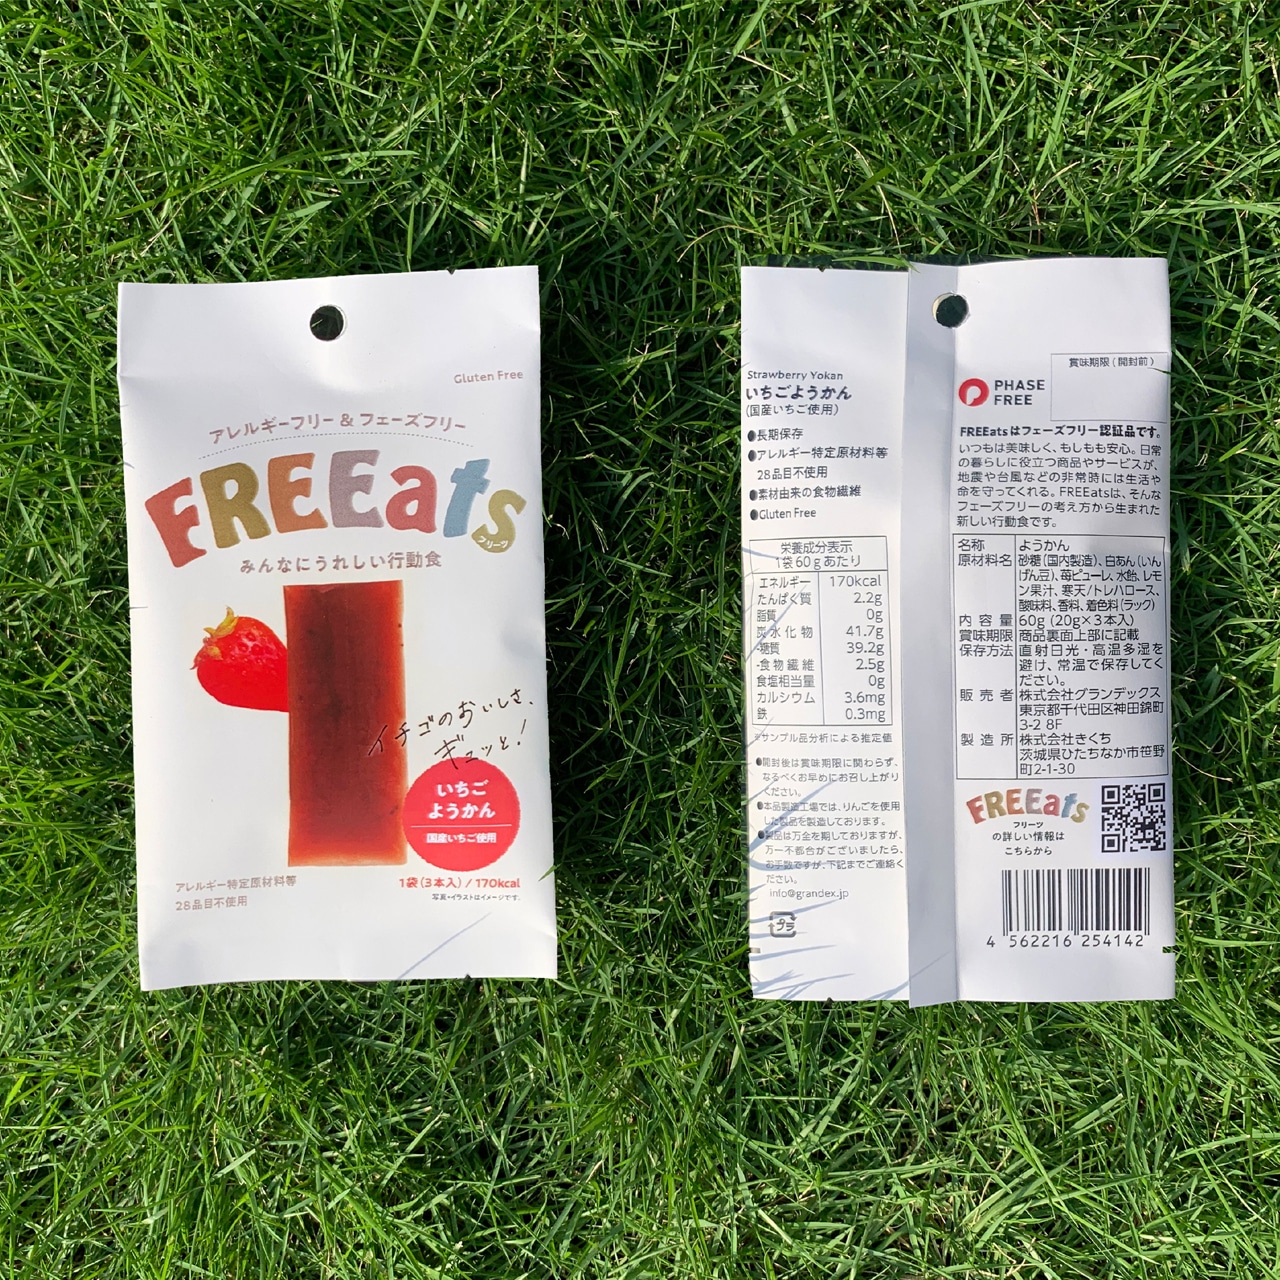 Gluten Free
アレルギーフリー & フェーズフリー
FREEats
フリーツ
みんなにうれしい行動食
イチゴのおいしさ、
ギュッと!
いちご
ようかん
国産いちご使用
アレルギー特定原材料等
28品目不使用
1袋(3本入) / 170kcal
写真・イラストはイメージです。
Strawberry Yokan
いちごようかん
(国産いちご使用)
●長期保存
●アレルギー特定原材料等
28品目不使用
●素材由来の食物繊維
●Gluten Free
栄養成分表示
1袋60gあたり
エネルギー 170kcal
たんぱく質 2.2g
脂質 0g
炭水化物 41.7g
-糖質 39.2g
-食物繊維 2.5g
食塩相当量 0g
カルシウム 3.6mg
鉄 0.3mg
※サンプル品分析による推定値
●開封後は賞味期限に関わらず、
なるべくお早めにお召し上がり
ください。
●本品製造工場では、りんごを使用
した製品を製造しております。
●製品は万全を期しておりますが、
万一不都合がございましたら、
お手数ですが、下記までご連絡く
ださい。
info@grandex.jp
プラ
賞味期限(開封前)
PHASE
FREE
FREEatsはフェーズフリー認証品です。
いつも美味しく、もしもも安心。日常
の暮らしに役立つ商品やサービスが、
地震や台風などの非常時には生活や
命を守ってくれる。FREEatsは、そんな
フェーズフリーの考え方から生まれた
新しい行動食です。
名称 ようかん
原材料名 砂糖(国内製造)、白あん(いん
げん豆)、苺ピューレ、水飴、レモ
ン果汁、寒天/トレハロース、
酸味料、香料、着色料(ラック)
内容量 60g (20g×3本入)
賞味期限 商品裏面上部に記載
保存方法 直射日光・高温多湿を
避け、常温で保存してく
ださい。
販売者 株式会社グランデックス
東京都千代田区神田錦町
3-2 8F
製造所 株式会社きくち
茨城県ひたちなか市笹野
町2-1-30
FREEats
フリーツ
の詳しい情報は
こちらから
4 562216 254142